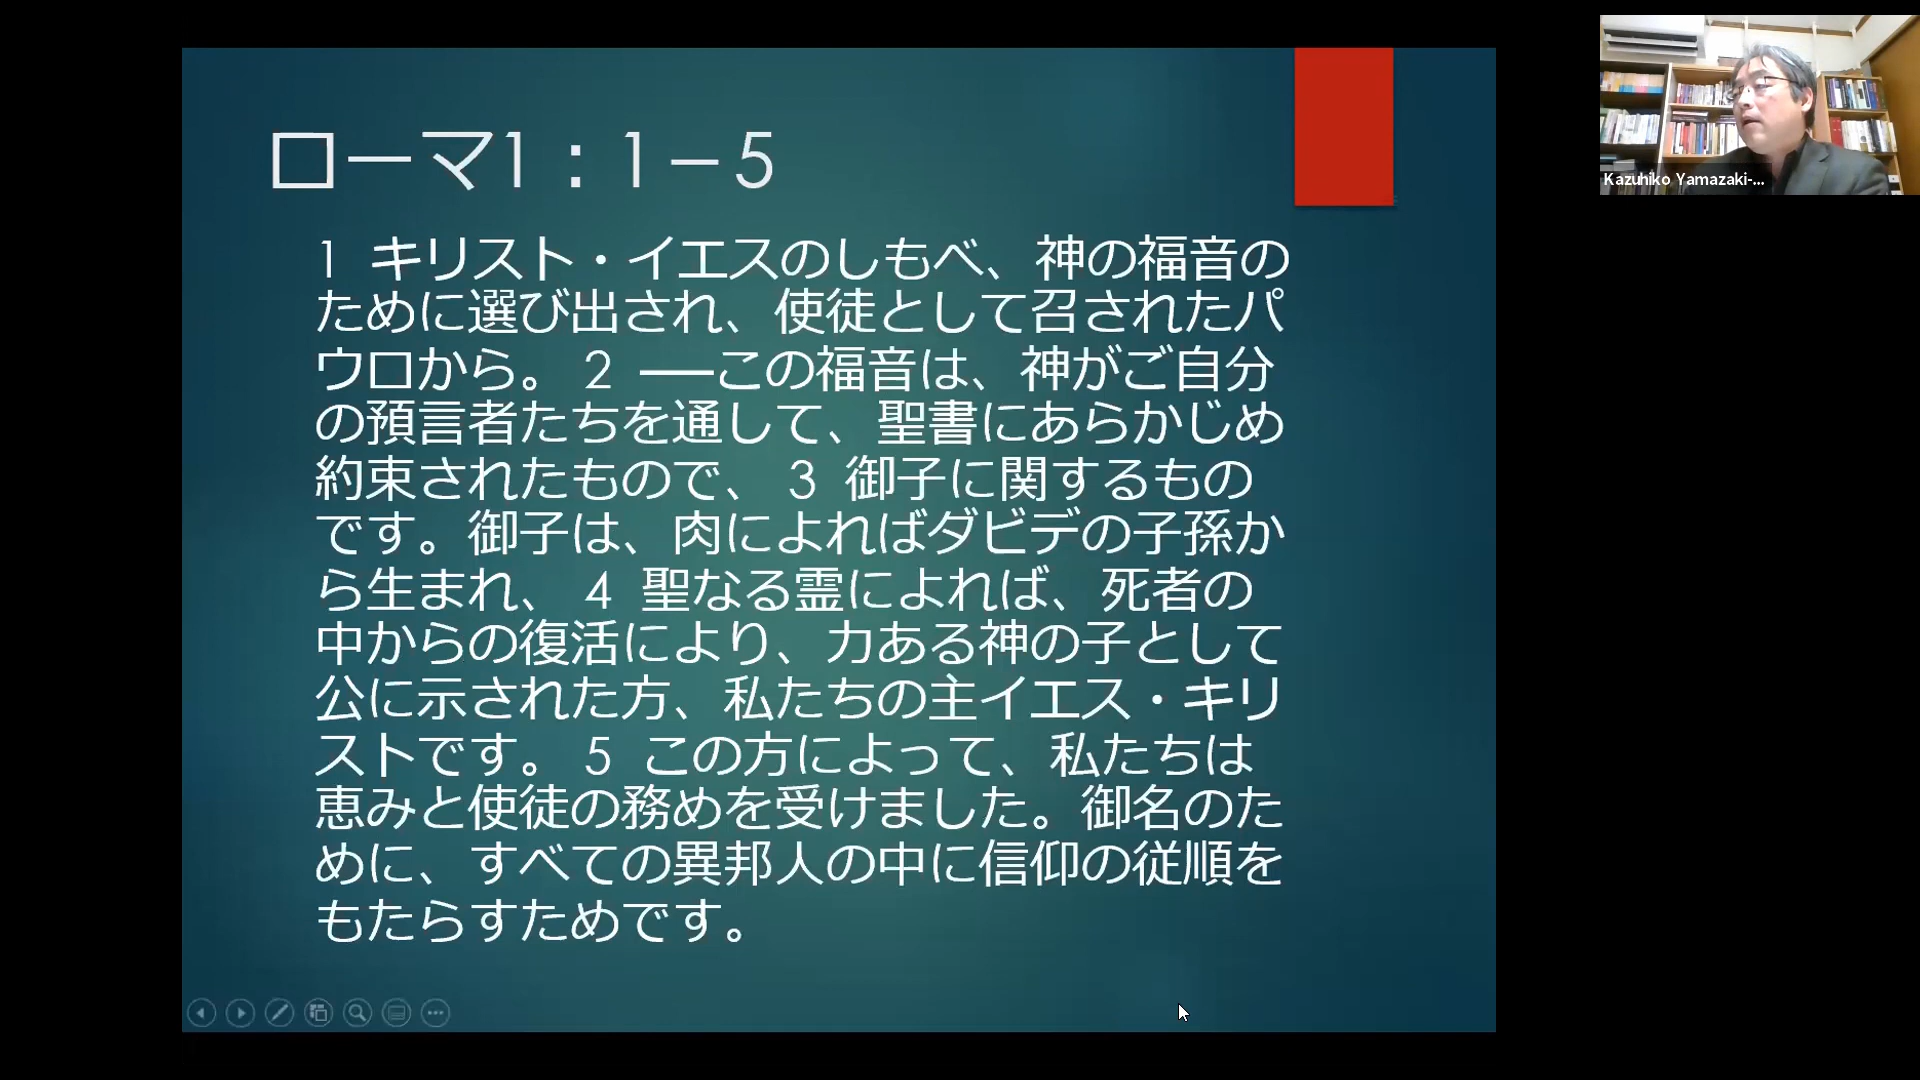 ローマ1：1－5
1 キリスト・イエスのしもべ、神の福音の
ために選び出され、使徒として召されたパ
ウロから。 2 ──この福音は、神がご自分
の預言者たちを通して、聖書にあらかじめ
約束されたもので、 3 御子に関するもの
です。御子は、肉によればダビデの子孫か
ら生まれ、 4 聖なる霊によれば、死者の
中からの復活により、力ある神の子として
公に示された方、私たちの主イエス・キリ
ストです。 5 この方によって、私たちは
恵みと使徒の務めを受けました。御名のた
めに、すべての異邦人の中に信仰の従順を
もたらすためです。
Kazuhiko Yamazaki-...